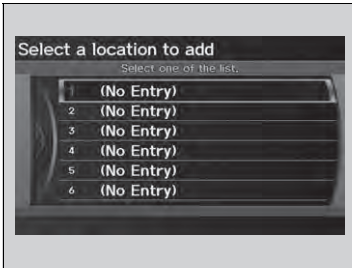 Select a location to add
Select one of the list.
1 (No Entry)
2 (No Entry)
3 (No Entry)
4 (No Entry)
5 (No Entry)
6 (No Entry)